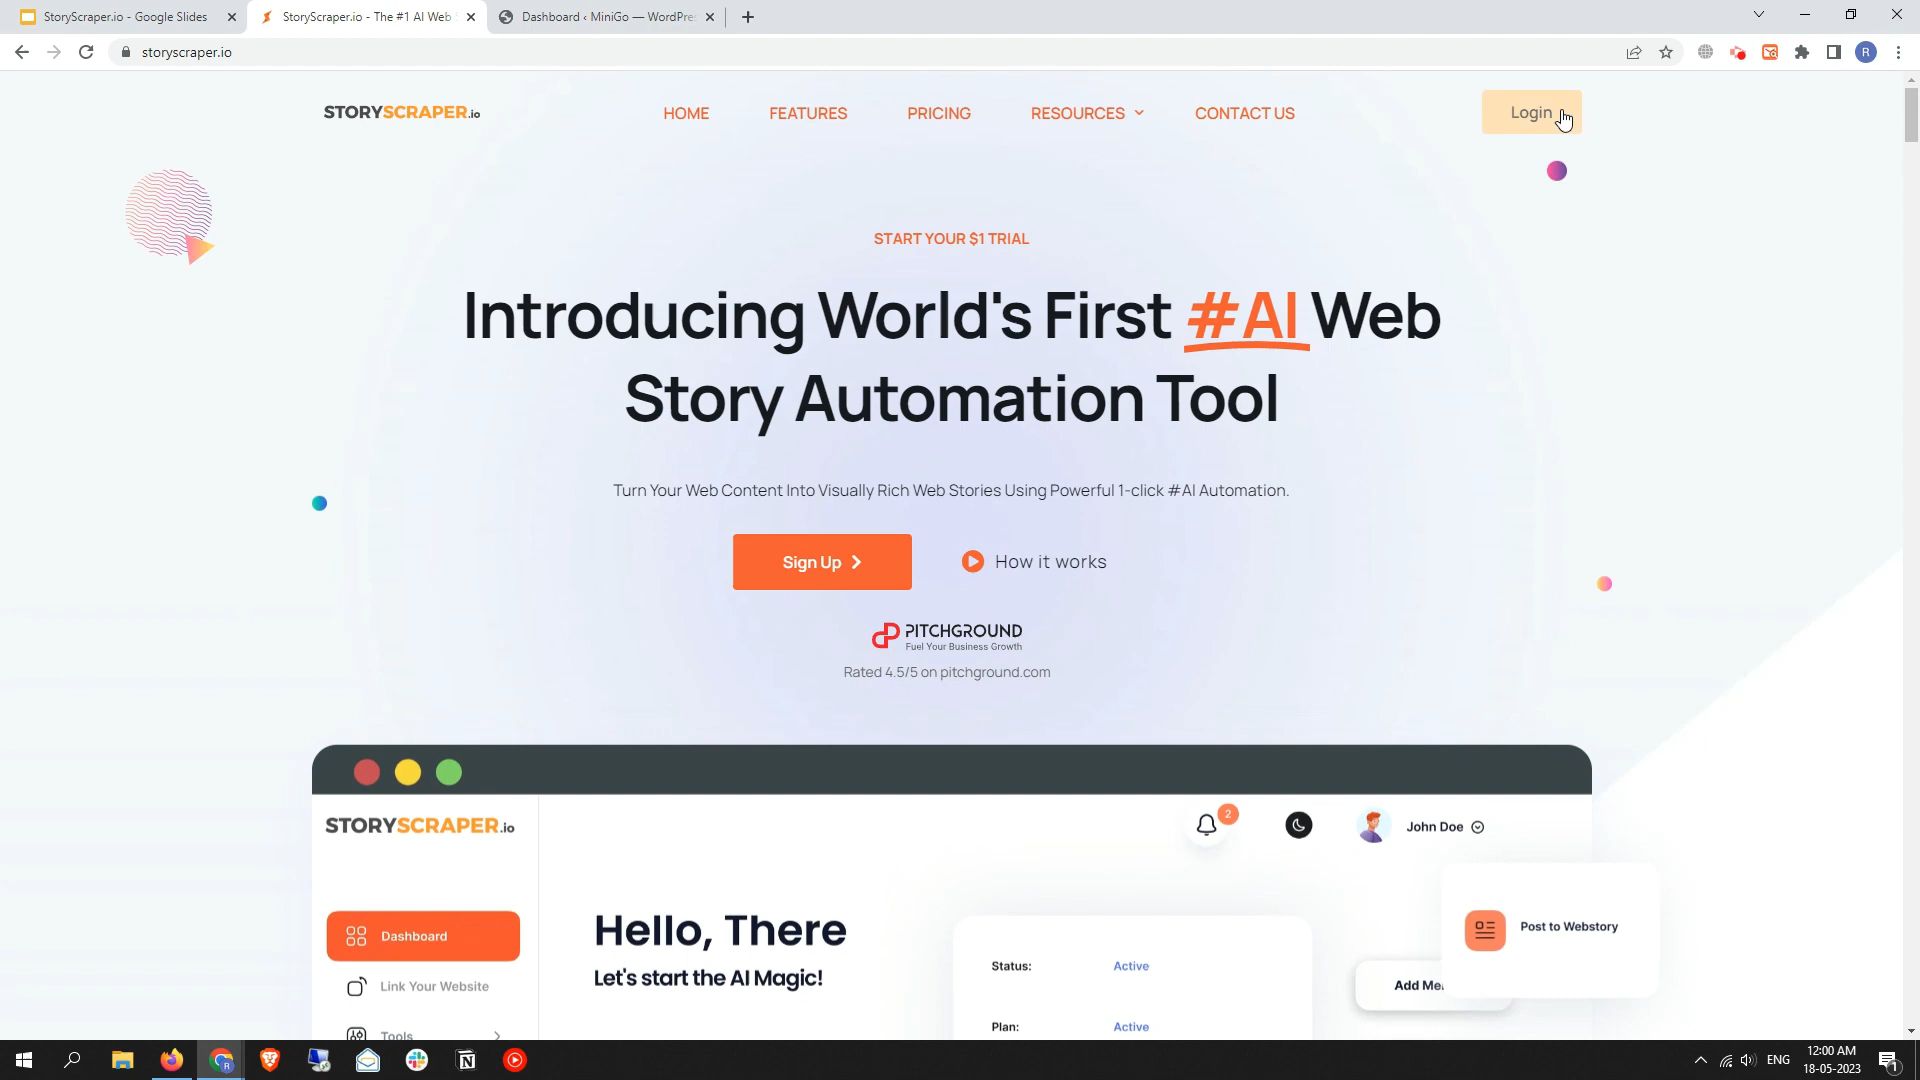 StoryScraper.io - Google Slides
StoryScraper.io - The #1 AI Web
Dashboard ‹ MiniGo — WordPre
storyscraper.io
R
STORYSCRAPER.io
HOME
FEATURES
PRICING
RESOURCES
CONTACT US
Login
START YOUR $1 TRIAL
Introducing World's First #AI Web
Story Automation Tool
Turn Your Web Content Into Visually Rich Web Stories Using Powerful 1-click #AI Automation.
Sign Up
How it works
PITCHGROUND
Fuel Your Business Growth
Rated 4.5/5 on pitchground.com
STORYSCRAPER.io
2
John Doe
Dashboard
Link Your Website
Tools
Hello, There
Let's start the AI Magic!
Status: Active
Plan: Active
Post to Webstory
Add Me
ENG
12:00 AM
18-05-2023
1